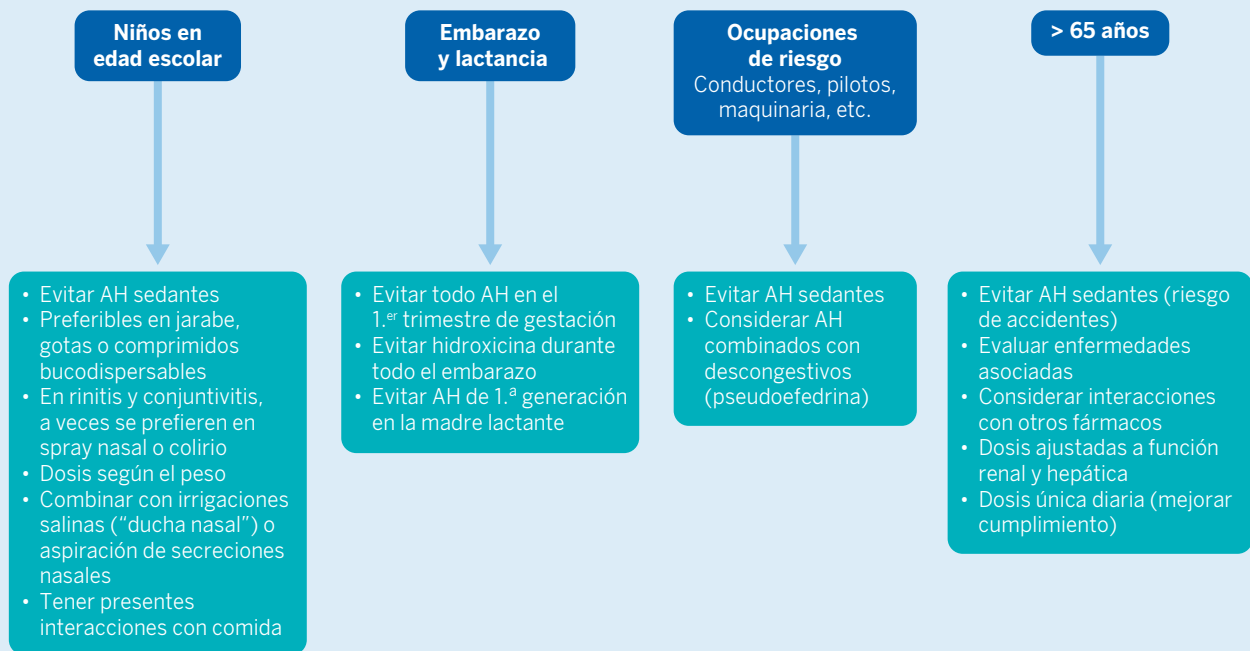 Niños en
edad escolar
Evitar AH sedantes
Preferibles en jarabe,
gotas o comprimidos
bucodispersables
En rinitis y conjuntivitis,
a veces se prefieren en
spray nasal o colirio
Dosis según el peso
Combinar con irrigaciones
salinas (“ducha nasal”) o
aspiración de secreciones
nasales
Tener presentes
interacciones con comida
Embarazo
y lactancia
Evitar todo AH en el
1.er trimestre de gestación
Evitar hidroxicina durante
todo el embarazo
Evitar AH de 1.ª generación
en la madre lactante
Ocupaciones
de riesgo
Conductores, pilotos,
maquinaria, etc.
Evitar AH sedantes
Considerar AH
combinados con
descongestivos
(pseudoefedrina)
> 65 años
Evitar AH sedantes (riesgo
de accidentes)
Evaluar enfermedades
asociadas
Considerar interacciones
con otros fármacos
Dosis ajustadas a función
renal y hepática
Dosis única diaria (mejorar
cumplimiento)